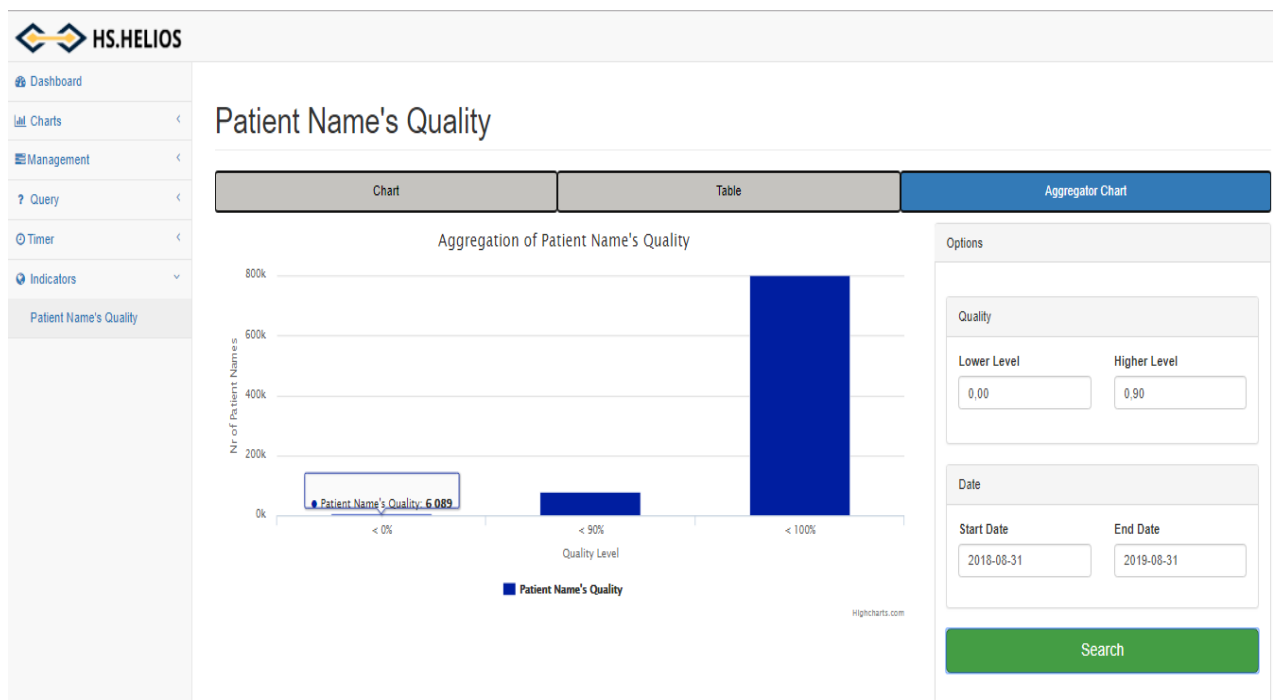 HS.HELIOS
Dashboard
Charts
Management
? Query
Timer
Indicators
Patient Name's Quality
Patient Name's Quality
Chart
Table
Aggregator Chart
Aggregation of Patient Name's Quality
800k
600k
400k
200k
0k
Nr of Patient Names
Patient Name's Quality: 6 089
< 0%
< 90%
< 100%
Quality Level
Patient Name's Quality
Highcharts.com
Options
Quality
Lower Level
Higher Level
0,00
0,90
Date
Start Date
End Date
2018-08-31
2019-08-31
Search